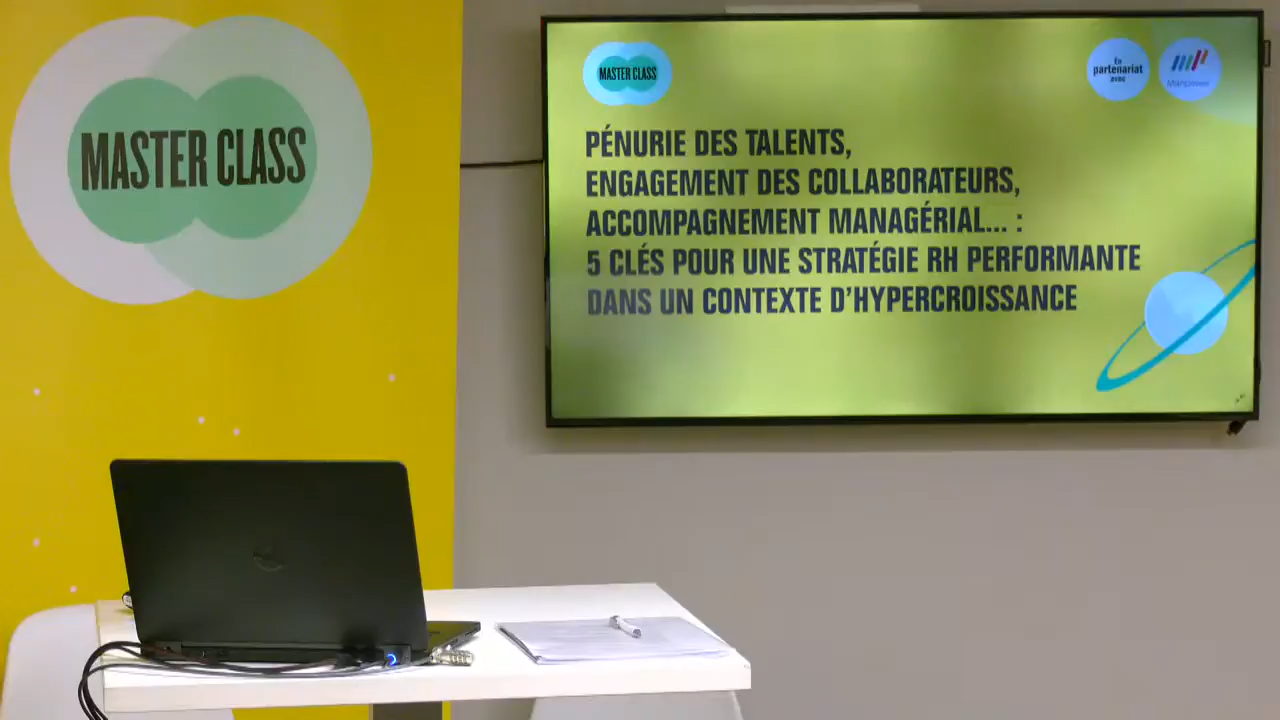 MASTER CLASS
MASTER CLASS
En
partenariat
avec
Manpower
PÉNURIE DES TALENTS,
ENGAGEMENT DES COLLABORATEURS,
ACCOMPAGNEMENT MANAGÉRIAL... :
5 CLÉS POUR UNE STRATÉGIE RH PERFORMANTE
DANS UN CONTEXTE D'HYPERCROISSANCE